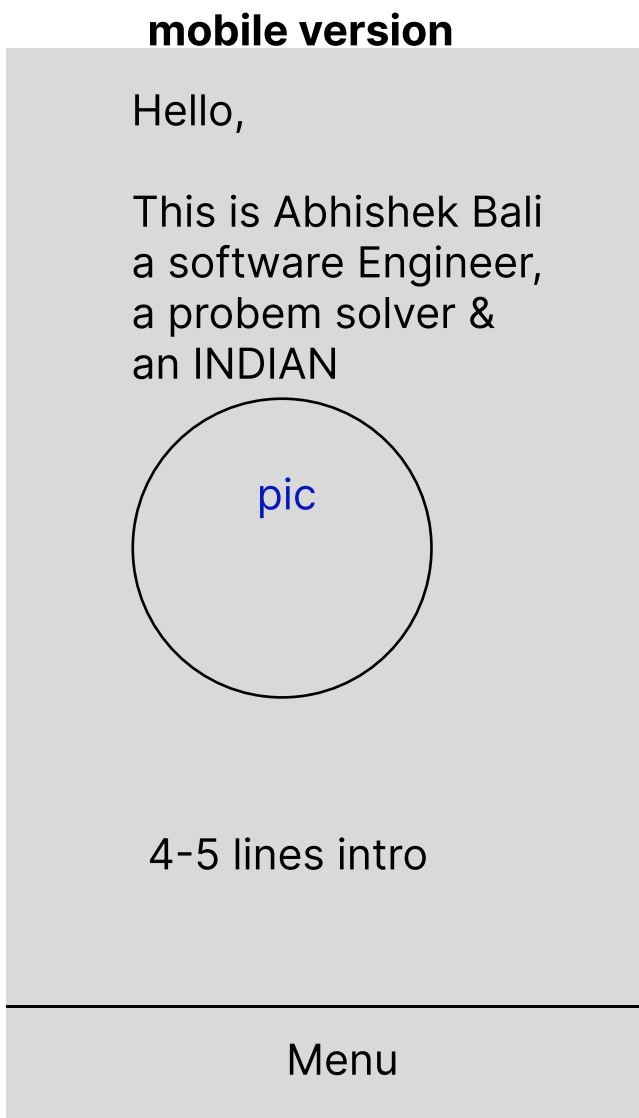 mobile version
Hello,
This is Abhishek Bali
a software Engineer,
a probem solver &
an INDIAN
pic
4-5 lines intro
Menu